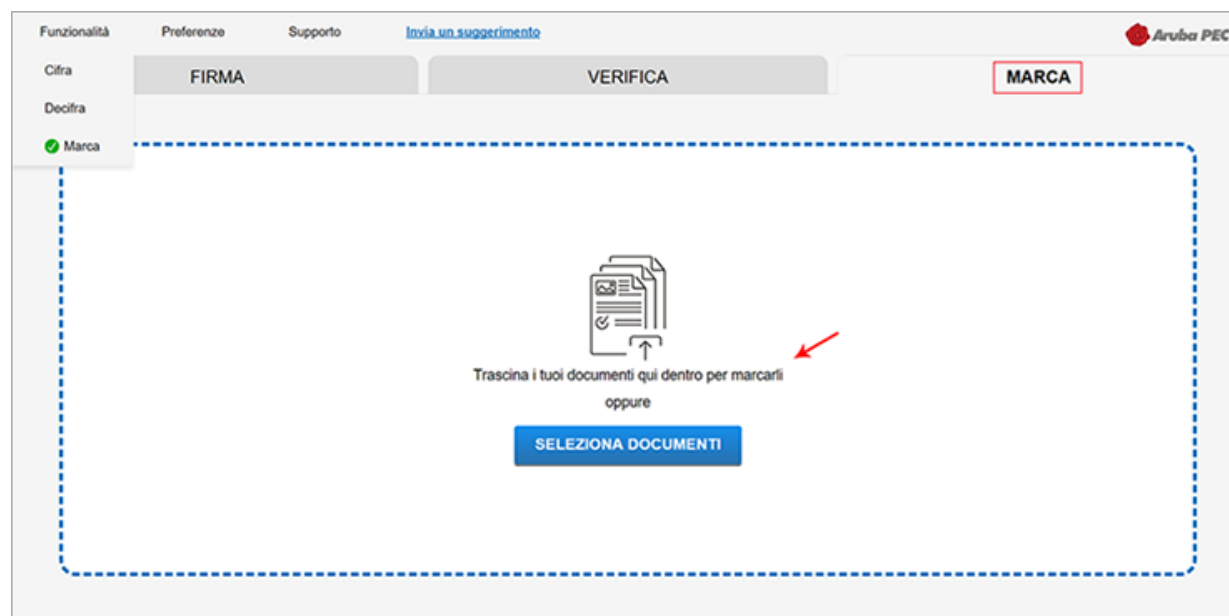 Funzionalità Preferenze Supporto Invia un suggerimento Aruba PEC
Cifra
Decifra
Marca
FIRMA VERIFICA MARCA
Trascina i tuoi documenti qui dentro per marcarli
oppure
SELEZIONA DOCUMENTI